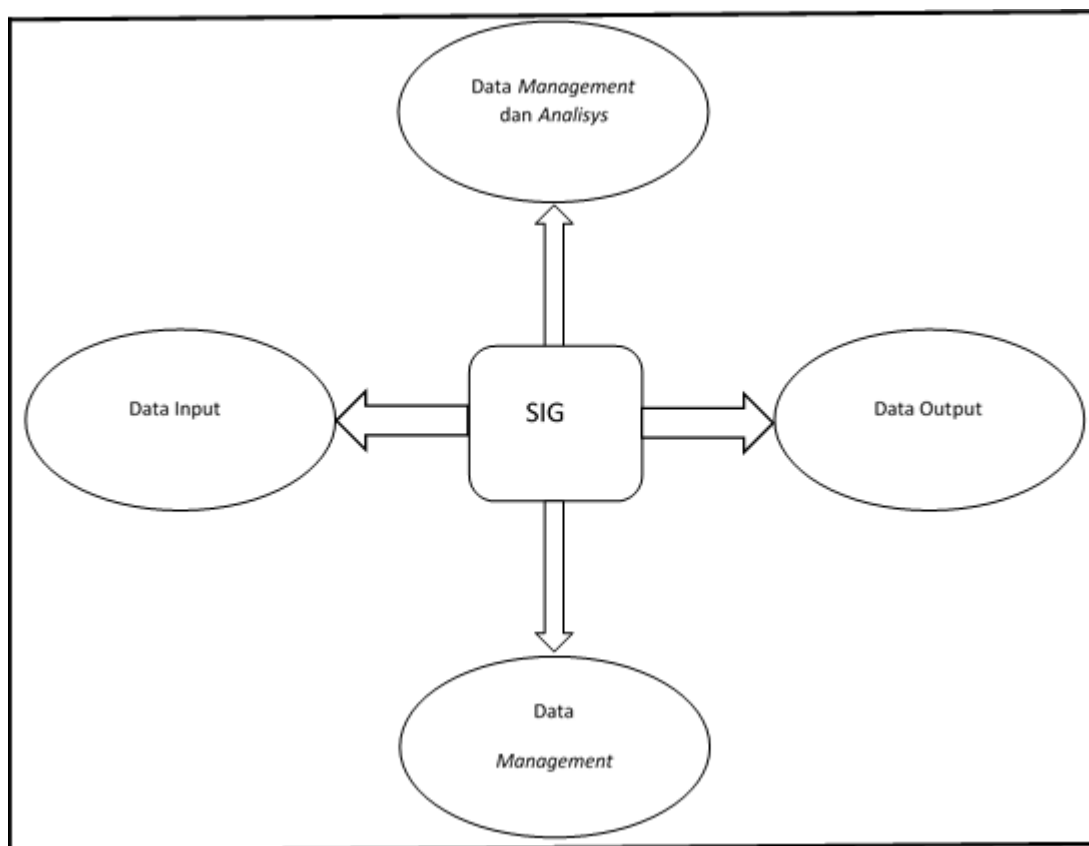 Data Management
dan Analisys
Data Input
SIG
Data Output
Data
Management